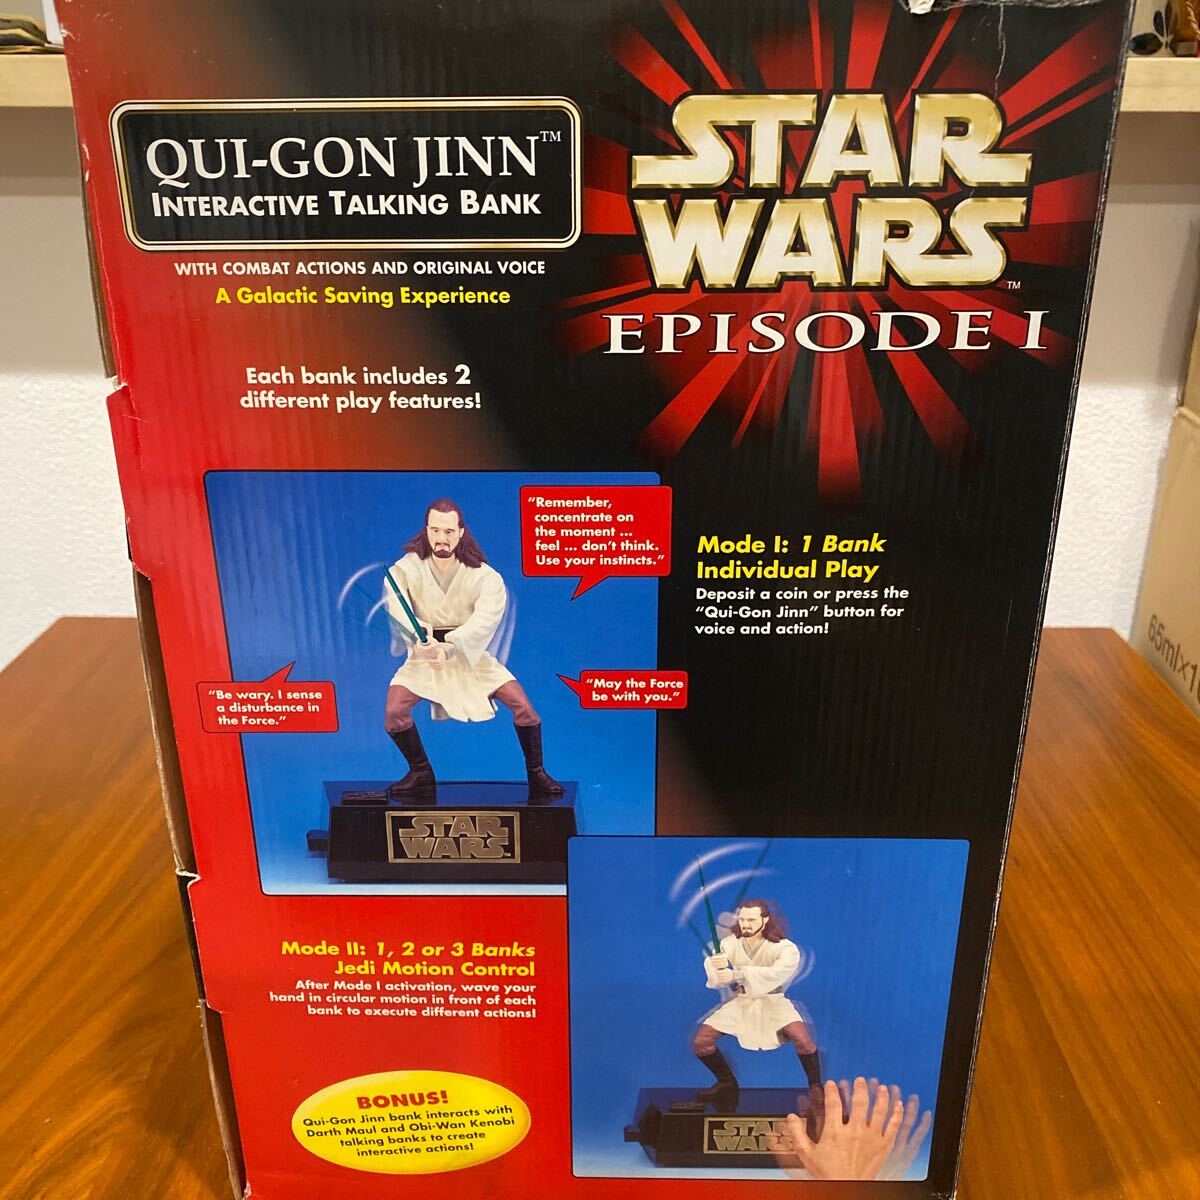 QUI-GON JINN™
INTERACTIVE TALKING BANK
WITH COMBAT ACTIONS AND ORIGINAL VOICE
A Galactic Saving Experience
STAR
WARS™
EPISODE I
Each bank includes 2
different play features!
"Remember,
concentrate on
the moment ...
feel ... don't think.
Use your instincts."
"Be wary. I sense
a disturbance in
the Force."
"May the Force
be with you."
STAR
WARS
Mode I: 1 Bank
Individual Play
Deposit a coin or press the
"Qui-Gon Jinn" button for
voice and action!
Mode II: 1, 2 or 3 Banks
Jedi Motion Control
After Mode I activation, wave your
hand in circular motion in front of each
bank to execute different actions!
STAR
WARS
BONUS!
Qui-Gon Jinn bank interacts with
Darth Maul and Obi-Wan Kenobi
talking banks to create
interactive actions!
65ml×1